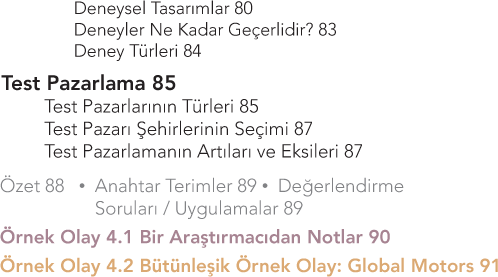 Deneysel Tasarımlar 80
Deneyler Ne Kadar Geçerlidir? 83
Deney Türleri 84
Test Pazarlama 85
Test Pazarlarının Türleri 85
Test Pazarı Şehirlerinin Seçimi 87
Test Pazarlamanın Artıları ve Eksileri 87
Özet 88 • Anahtar Terimler 89 • Değerlendirme
Soruları / Uygulamalar 89
Örnek Olay 4.1 Bir Araştırmacıdan Notlar 90
Örnek Olay 4.2 Bütünleşik Örnek Olay: Global Motors 91